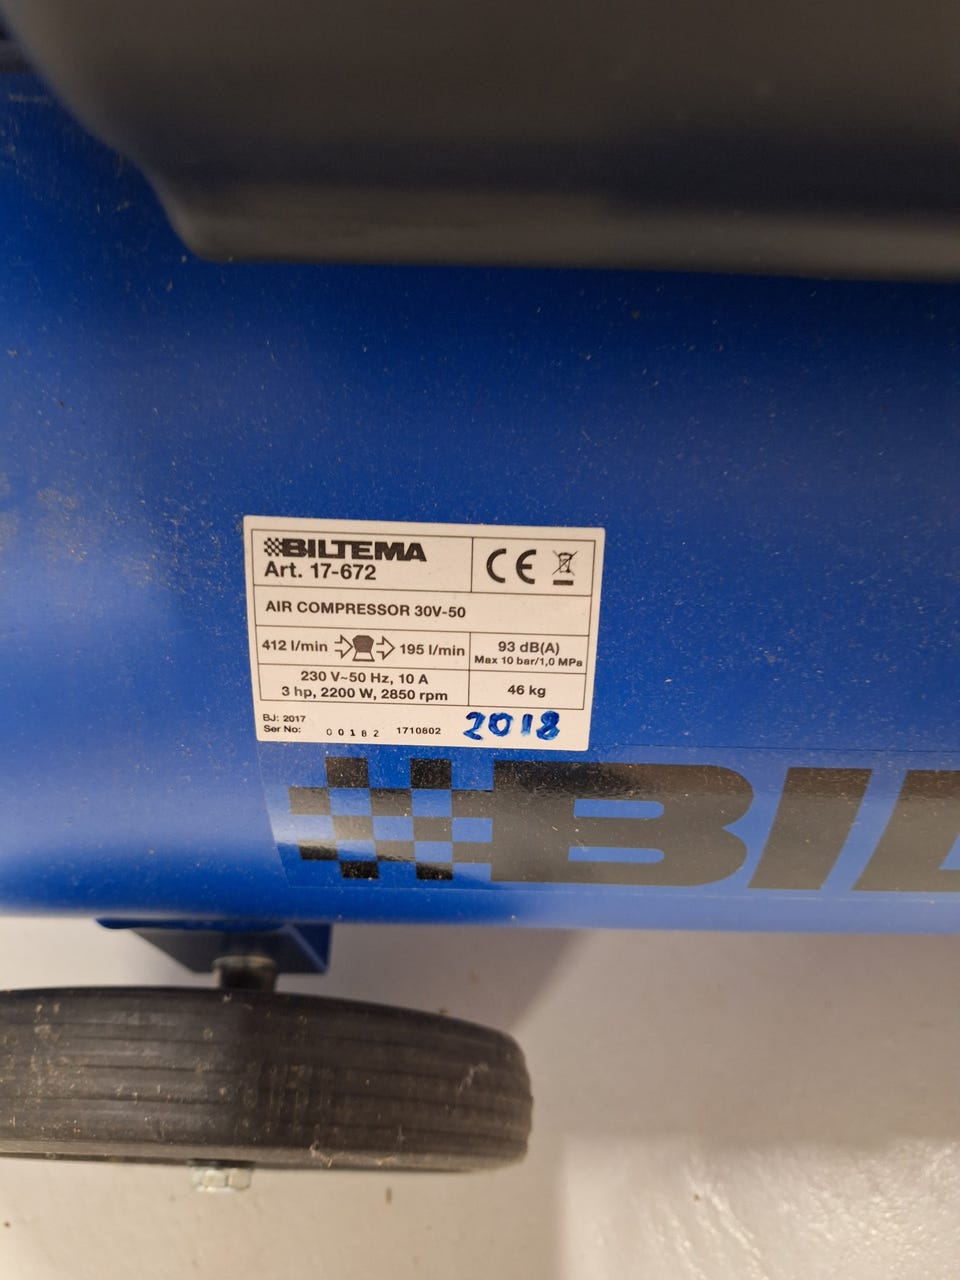 BILTEMA
Art. 17-672
CE
AIR COMPRESSOR 30V-50
412 l/min 195 l/min
93 dB(A)
Max 10 bar/1,0 MPa
230 V~50 Hz, 10 A
3 hp, 2200 W, 2850 rpm
46 kg
BJ: 2017
Ser No: 00182 1710802
2018
BIL